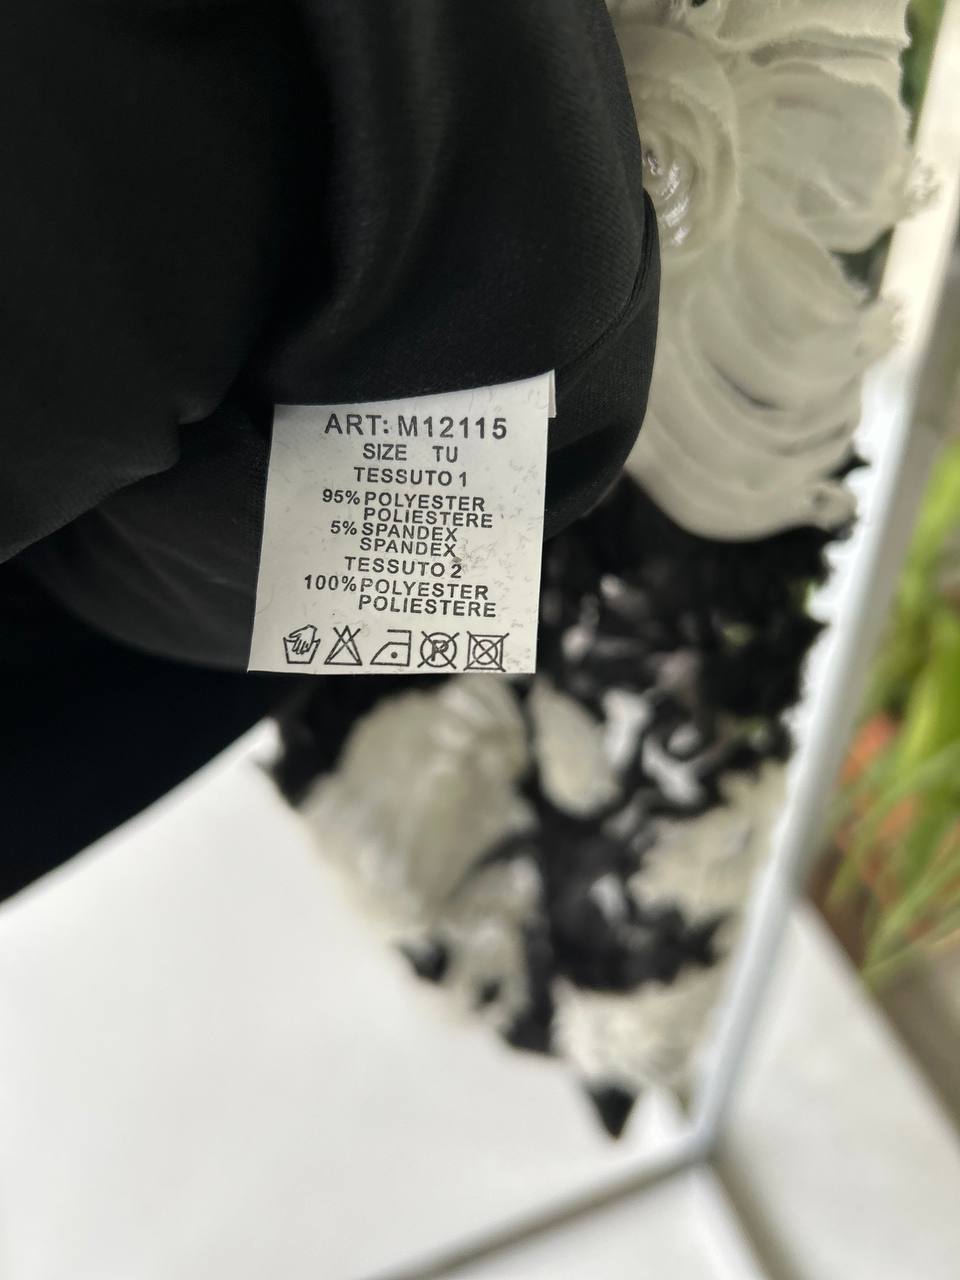 ART: M12115
SIZE TU
TESSUTO 1
95% POLYESTER
POLIESTERE
5% SPANDEX
SPANDEX
TESSUTO 2
100% POLYESTER
POLIESTERE
P